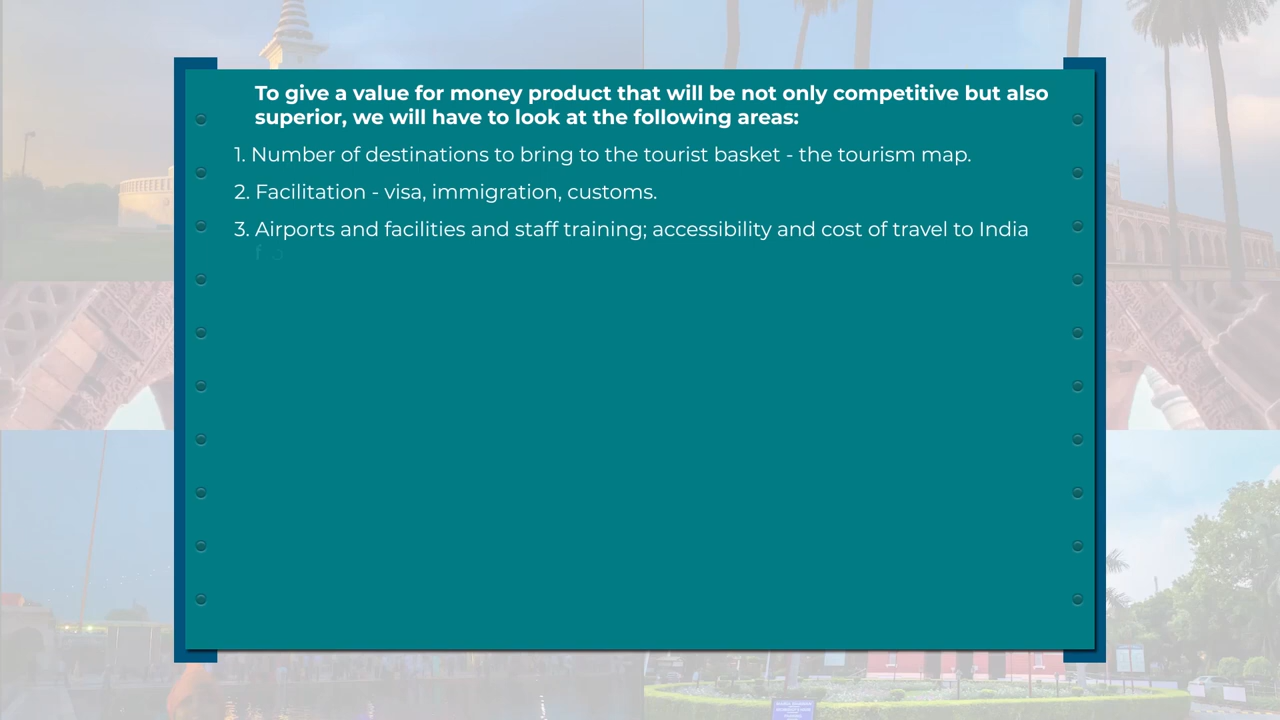 To give a value for money product that will be not only competitive but also
superior, we will have to look at the following areas:
1. Number of destinations to bring to the tourist basket - the tourism map.
2. Facilitation - visa, immigration, customs.
3. Airports and facilities and staff training; accessibility and cost of travel to India